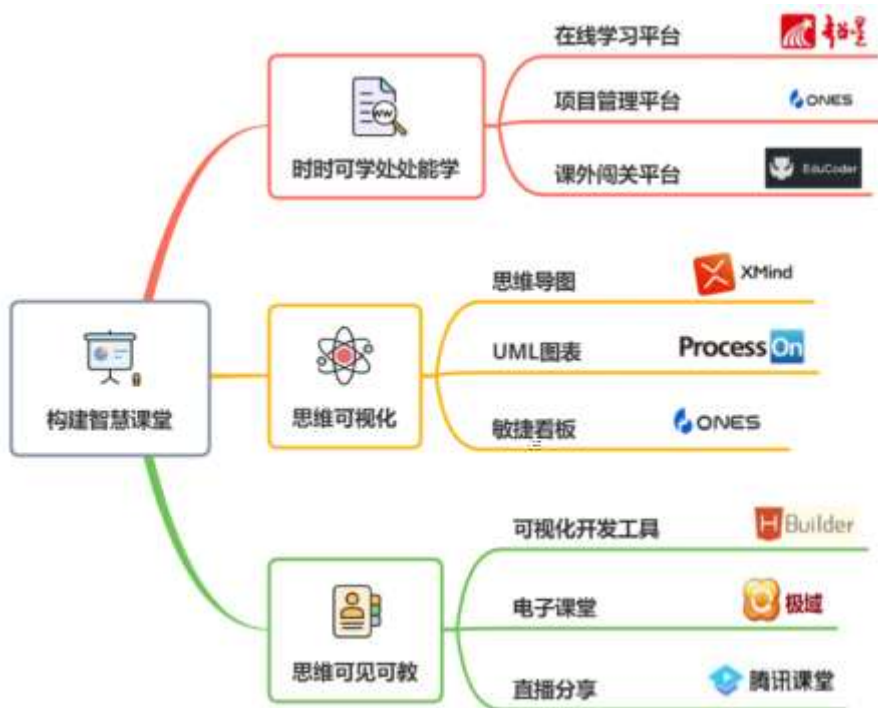 在线学习平台
项目管理平台
ONES
课外闯关平台
EduCoder
时时可学处处能学
思维导图
XMind
UML图表
ProcessOn
敏捷看板
ONES
思维可视化
构建智慧课堂
可视化开发工具
HBuilder
电子课堂
极域
直播分享
腾讯课堂
思维可见可教